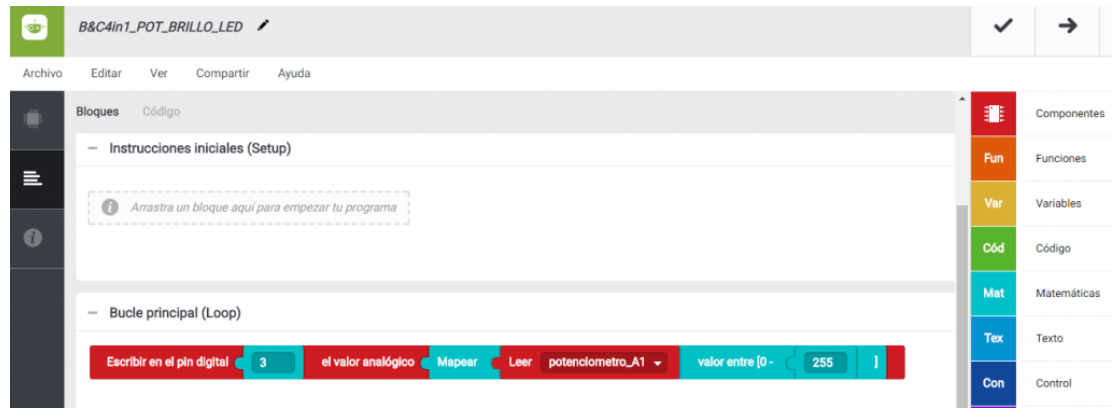 B&C4in1_POT_BRILLO_LED
Archivo Editar Ver Compartir Ayuda
Bloques Código
Instrucciones iniciales (Setup)
Arrastra un bloque aquí para empezar tu programa
Bucle principal (Loop)
Escribir en el pin digital 3 el valor analógico Mapear Leer potenciometro_A1 valor entre [0 - 255 ]
Componentes
Fun Funciones
Var Variables
Cód Código
Mat Matemáticas
Tex Texto
Con Control